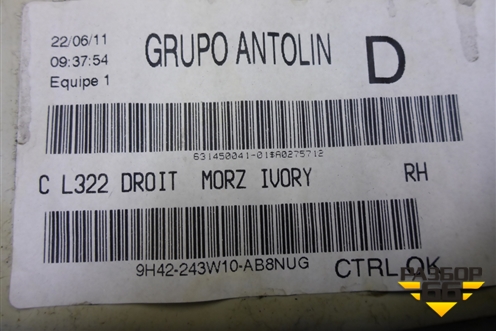 22/06/11
09:37:54
Equipe 1
GRUPO ANTOLIN
D
631450041-01$A0275712
C L322 DROIT MORZ IVORY RH
9H42-243W10-AB8NUG
CTRL OK
РАЗБОР
66